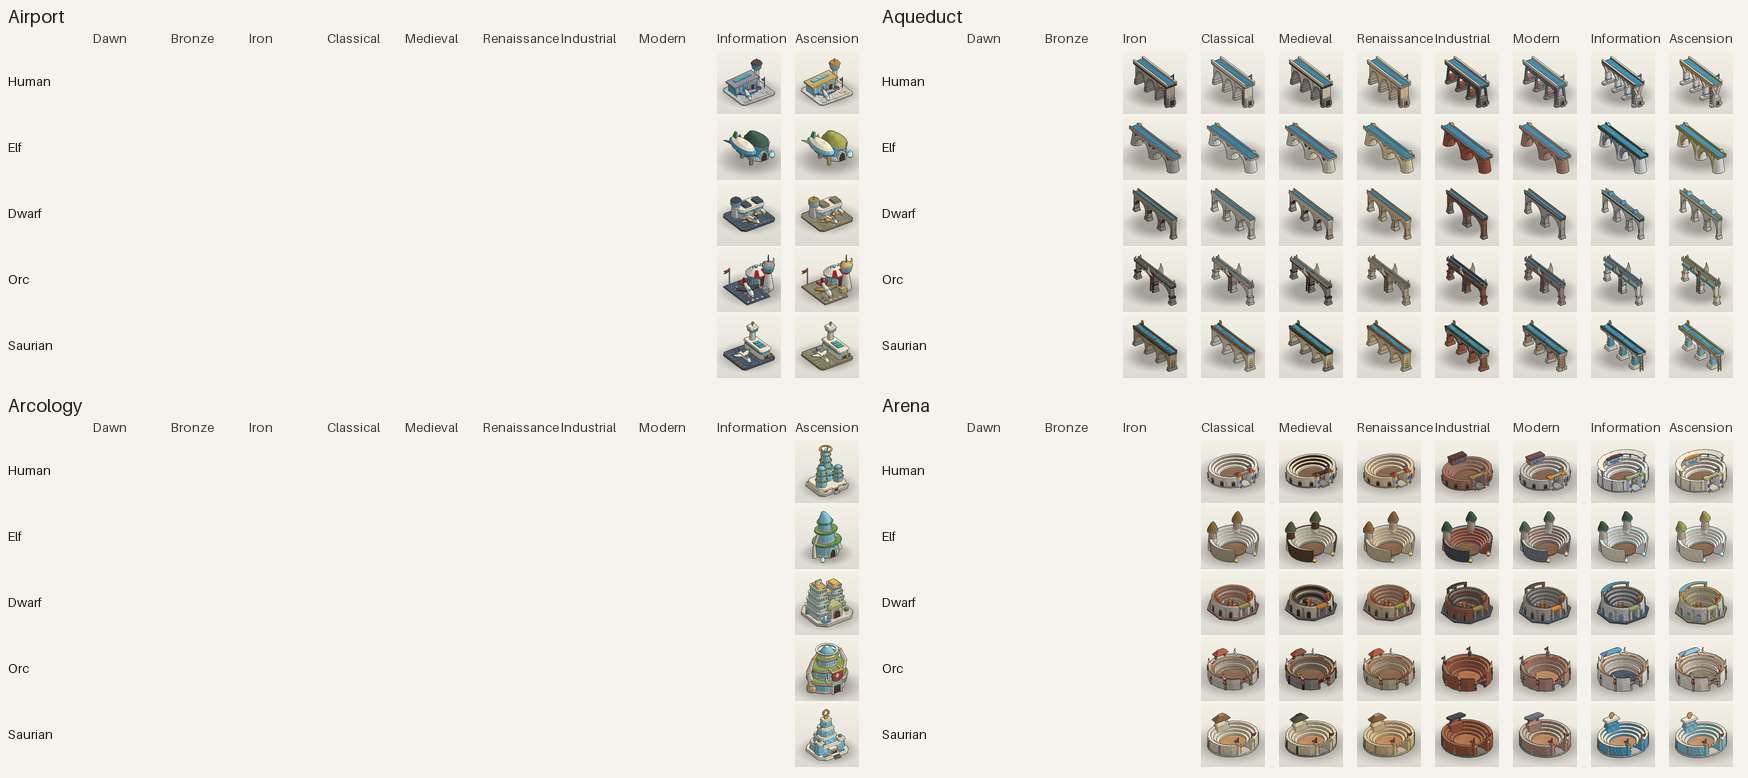 Airport
Dawn Bronze Iron Classical Medieval Renaissance Industrial Modern Information Ascension
Human
Elf
Dwarf
Orc
Saurian
Aqueduct
Dawn Bronze Iron Classical Medieval Renaissance Industrial Modern Information Ascension
Human
Elf
Dwarf
Orc
Saurian
Arcology
Dawn Bronze Iron Classical Medieval Renaissance Industrial Modern Information Ascension
Human
Elf
Dwarf
Orc
Saurian
Arena
Dawn Bronze Iron Classical Medieval Renaissance Industrial Modern Information Ascension
Human
Elf
Dwarf
Orc
Saurian